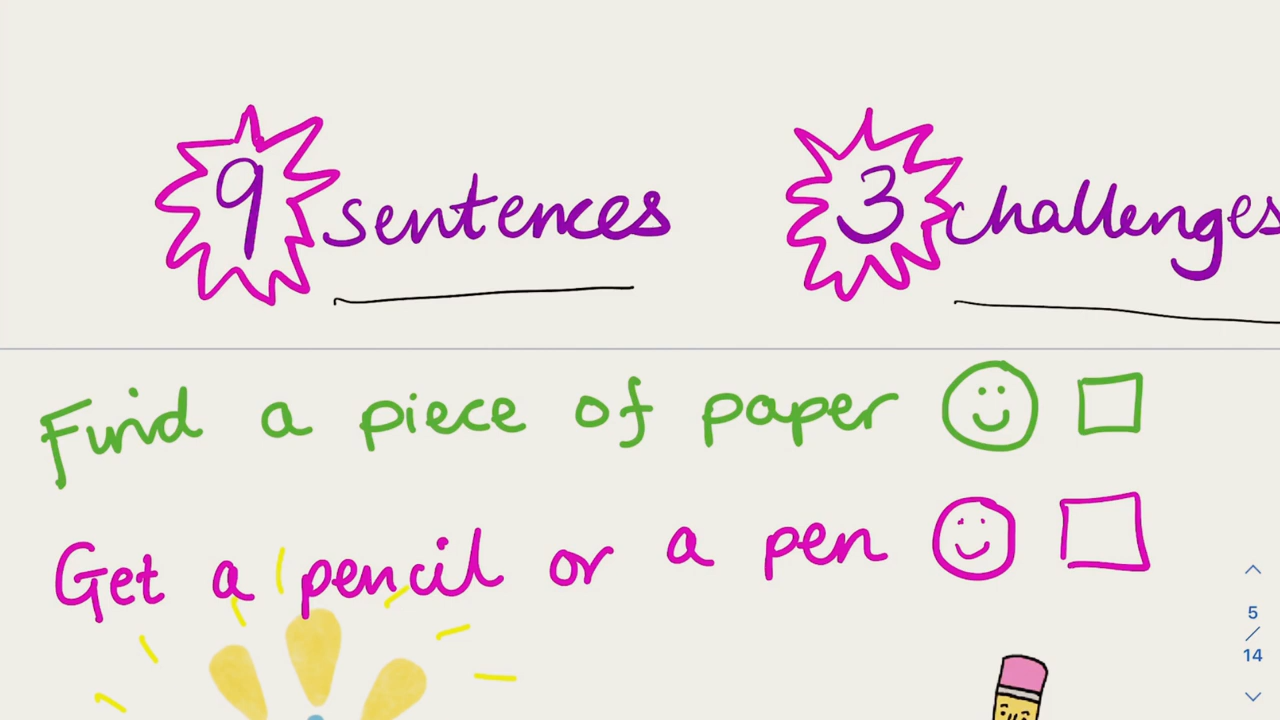 9 sentences 3 challenges
Find a piece of paper
Get a pencil or a pen
5
/
14